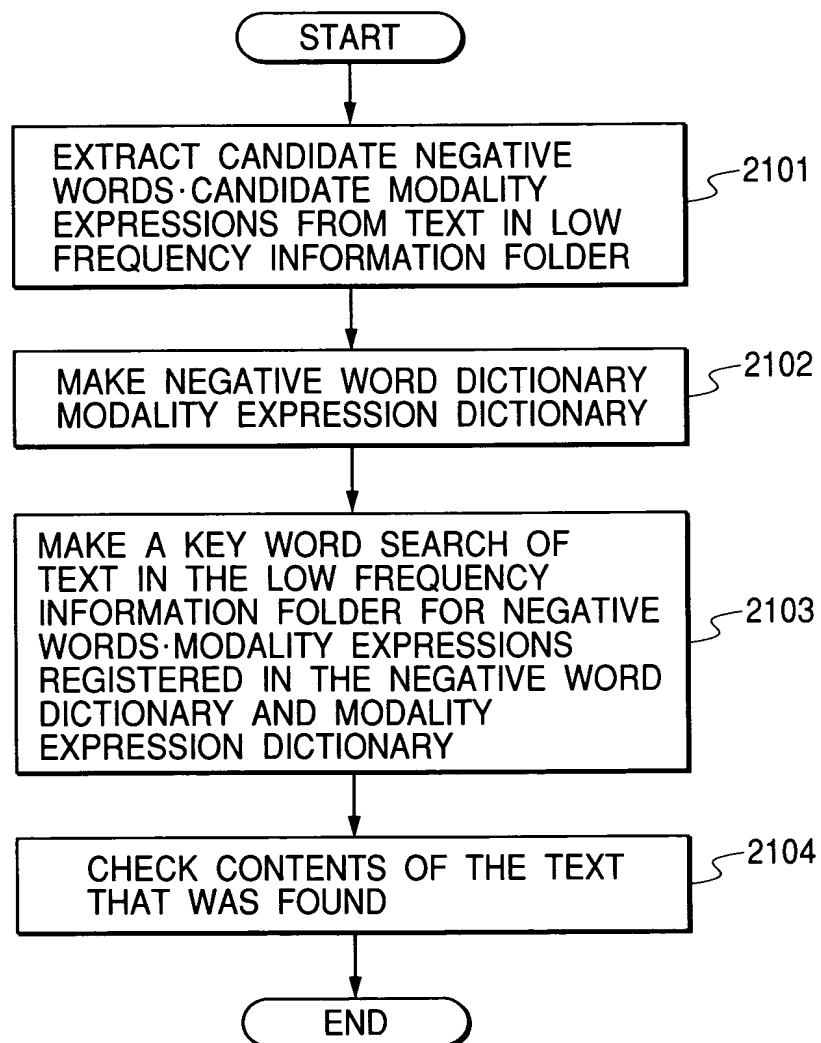 START
EXTRACT CANDIDATE NEGATIVE
WORDS·CANDIDATE MODALITY
EXPRESSIONS FROM TEXT IN LOW
FREQUENCY INFORMATION FOLDER
2101
MAKE NEGATIVE WORD DICTIONARY
MODALITY EXPRESSION DICTIONARY
2102
MAKE A KEY WORD SEARCH OF
TEXT IN THE LOW FREQUENCY
INFORMATION FOLDER FOR NEGATIVE
WORDS·MODALITY EXPRESSIONS
REGISTERED IN THE NEGATIVE WORD
DICTIONARY AND MODALITY
EXPRESSION DICTIONARY
2103
CHECK CONTENTS OF THE TEXT
THAT WAS FOUND
2104
END